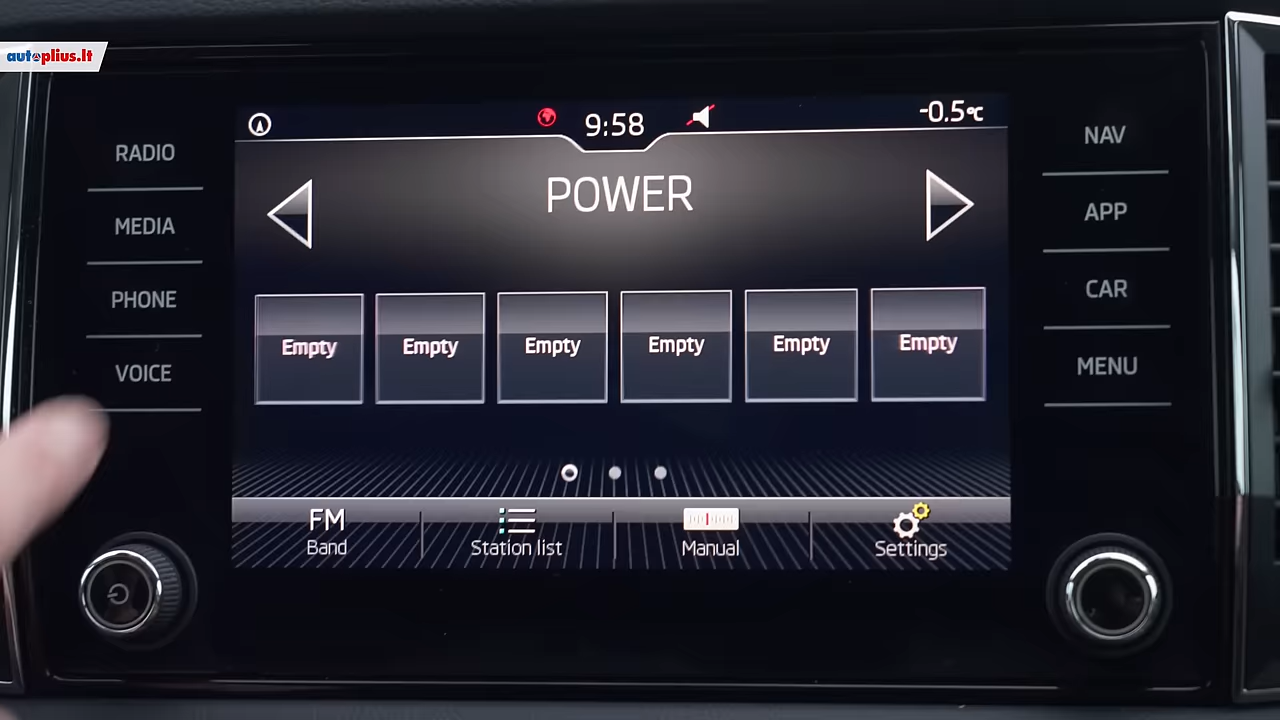 autoplius.lt
9:58
-0.5°C
RADIO
MEDIA
PHONE
VOICE
POWER
Empty Empty Empty Empty Empty Empty
FM
Band
Station list
Manual
Settings
NAV
APP
CAR
MENU